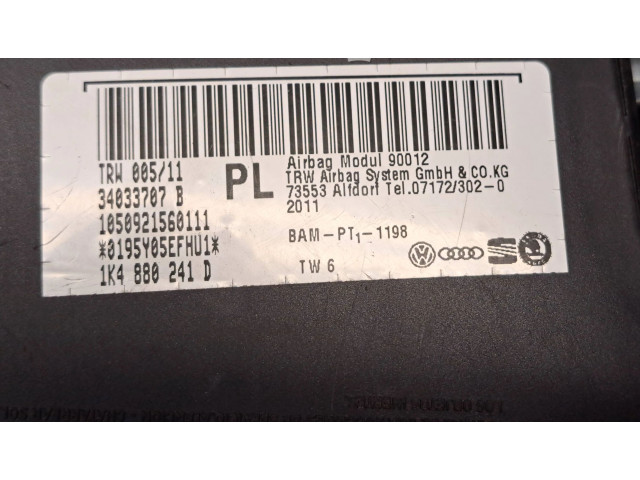 TRW 005/11
34033707 B
1050921560111
*0195Y05EFHU1*
1K4 880 241 D
PL
Airbag Modul 90012
TRW Airbag System GmbH & CO.KG
73553 Alfdorf Tel.07172/302-0
2011
BAM-PT1-1198
TW 6